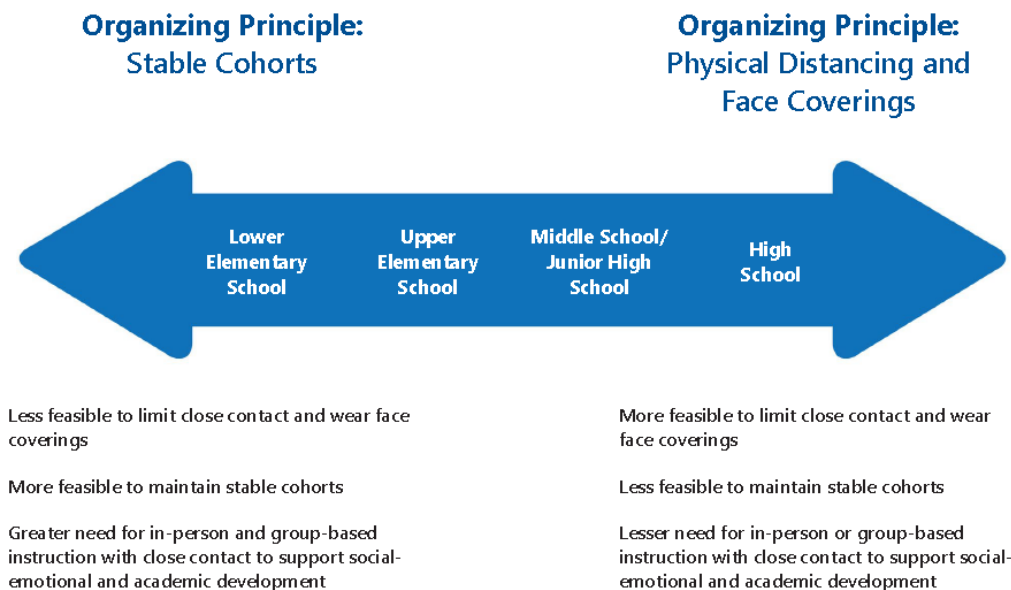 Organizing Principle:
Stable Cohorts
Organizing Principle:
Physical Distancing and
Face Coverings
Lower
Elementary
School
Upper
Elementary
School
Middle School/
Junior High
School
High
School
Less feasible to limit close contact and wear face
coverings
More feasible to maintain stable cohorts
Greater need for in-person and group-based
instruction with close contact to support social-
emotional and academic development
More feasible to limit close contact and wear
face coverings
Less feasible to maintain stable cohorts
Lesser need for in-person or group-based
instruction with close contact to support social-
emotional and academic development